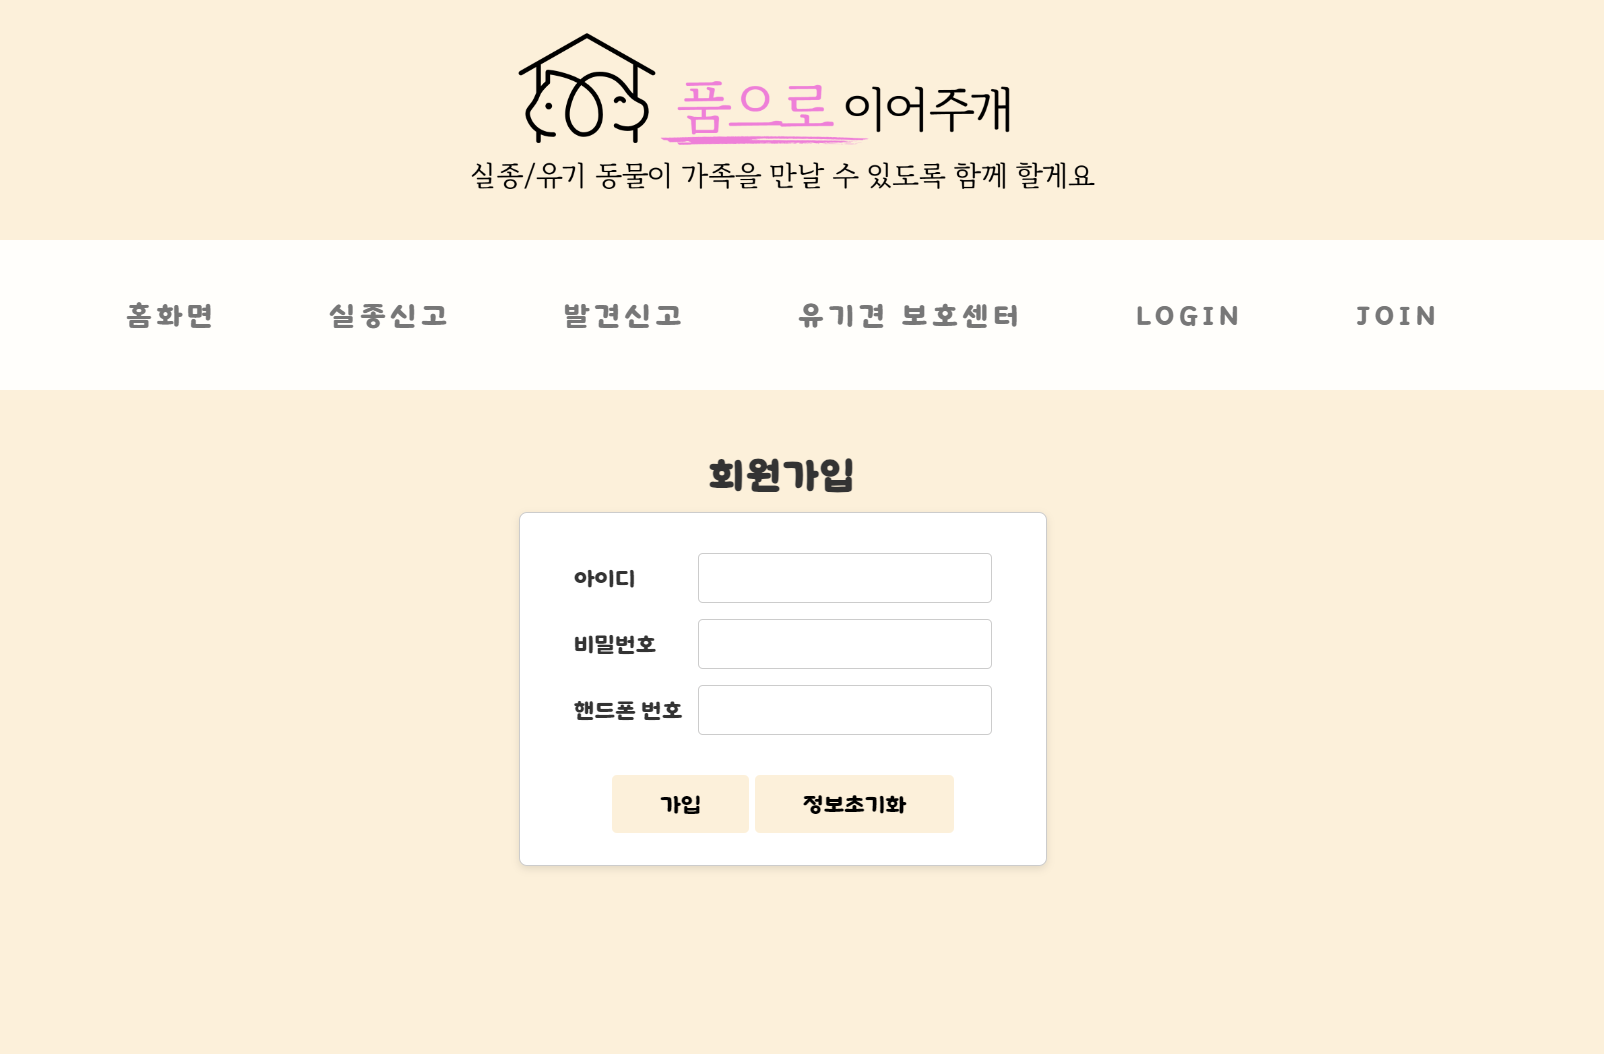 품으로 이어주개
실종/유기 동물이 가족을 만날 수 있도록 함께 할게요
홈화면 실종신고 발견신고 유기견 보호센터 LOGIN JOIN
회원가입
아이디
비밀번호
핸드폰 번호
가입 정보초기화